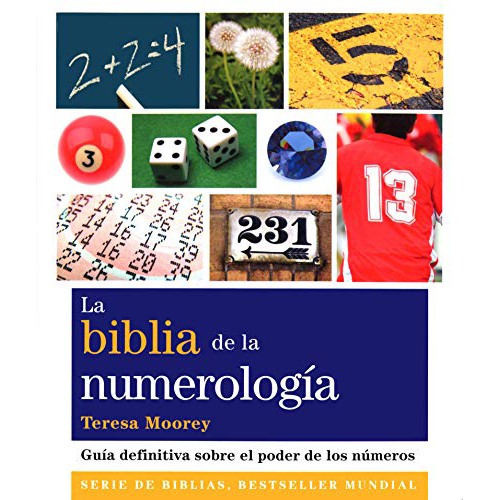 2+2=4
5
3
13
231
La
biblia de la
numerología
Teresa Moorey
Guía definitiva sobre el poder de los números
SERIE DE BIBLIAS, BESTSELLER MUNDIAL